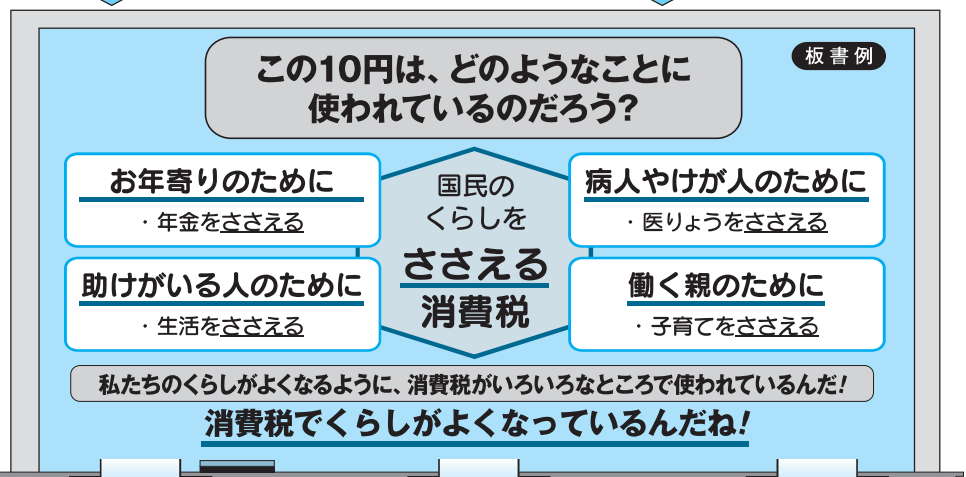 板書例
この10円は、どのようなことに
使われているのだろう?
お年寄りのために
・年金をささえる
病人やけが人のために
・医りょうをささえる
国民の
くらしを
ささえる
消費税
助けがいる人のために
・生活をささえる
働く親のために
・子育てをささえる
私たちのくらしがよくなるように、消費税がいろいろなところで使われているんだ!
消費税でくらしがよくなっているんだね!